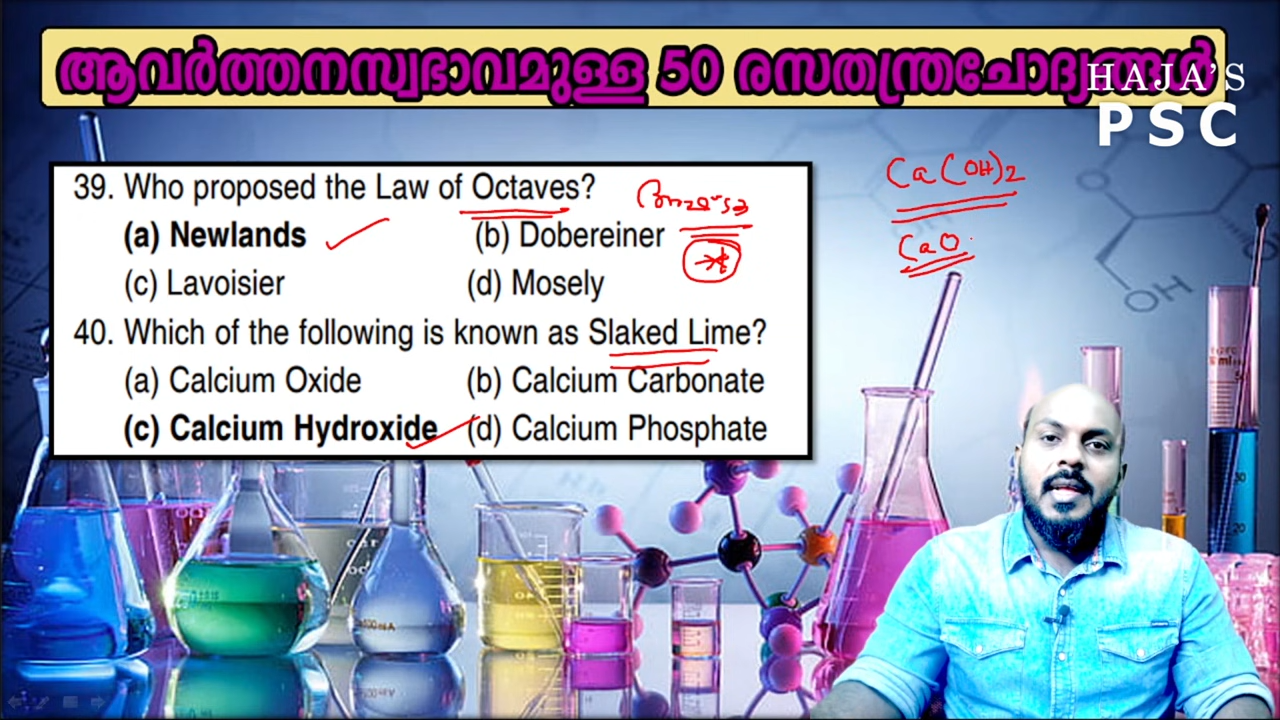 ആവർത്തനസ്വഭാവമുള്ള 50 രസതന്ത്രചോദ്യങ്ങൾ
HAJA'S
PSC
39. Who proposed the Law of Octaves?
(a) Newlands (b) Dobereiner
(c) Lavoisier (d) Mosely
40. Which of the following is known as Slaked Lime?
(a) Calcium Oxide (b) Calcium Carbonate
(c) Calcium Hydroxide (d) Calcium Phosphate
Ca(OH)2
CaO
OH